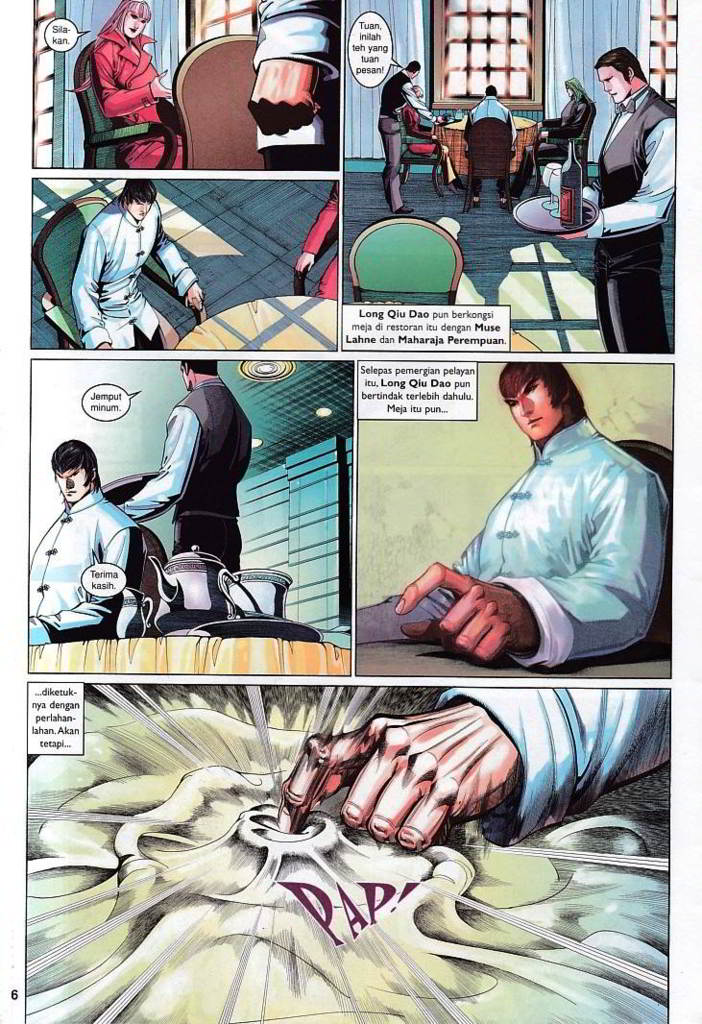 Sila-
kan.
Tuan,
inilah
teh yang
tuan
pesan!
Long Qiu Dao pun berkongsi
meja di restoran itu dengan Muse
Lahne dan Maharaja Perempuan.
Jemput
minum.
Terima
kasih.
Selepas pemergian pelayan
itu, Long Qiu Dao pun
bertindak terlebih dahulu.
Meja itu pun...
...diketuk-
nya dengan
perlahan-
lahan. Akan
tetapi...
PAP!
6